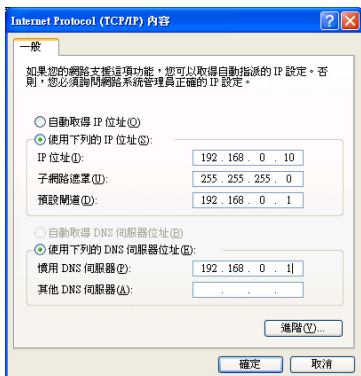 Internet Protocol (TCP/IP) 內容
一般
如果您的網路支援這項功能，您可以取得自動指派的 IP 設定。否
則，您必須詢問網路系統管理員正確的 IP 設定。
自動取得 IP 位址(O)
使用下列的 IP 位址(S):
IP 位址(I): 192 . 168 . 0 . 10
子網路遮罩(U): 255 . 255 . 255 . 0
預設閘道(D): 192 . 168 . 0 . 1
自動取得 DNS 伺服器位址(B)
使用下列的 DNS 伺服器位址(E):
慣用 DNS 伺服器(P): 192 . 168 . 0 . 1
其他 DNS 伺服器(A): . . .
進階(V)...
確定 取消